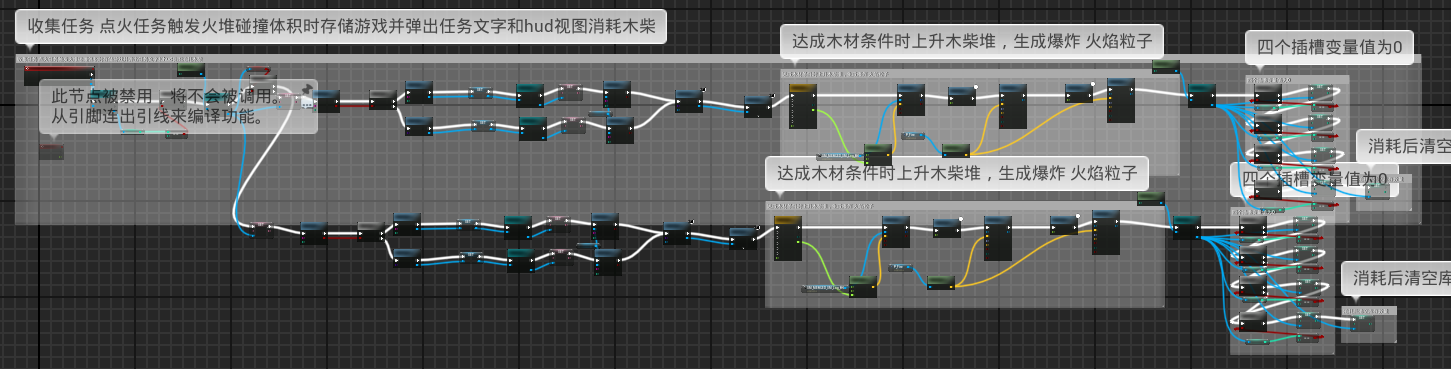 收集任务 点火任务触发火堆碰撞体积时存储游戏并弹出任务文字和hud视图消耗木柴
达成木材条件时上升木柴堆，生成爆炸 火焰粒子
四个插槽变量值为0
此节点被禁用，将不会被调用。
从引脚连出引线来编译功能。
消耗后清空库
达成木材条件时上升木柴堆，生成爆炸 火焰粒子
四个插槽变量值为0
消耗后清空库